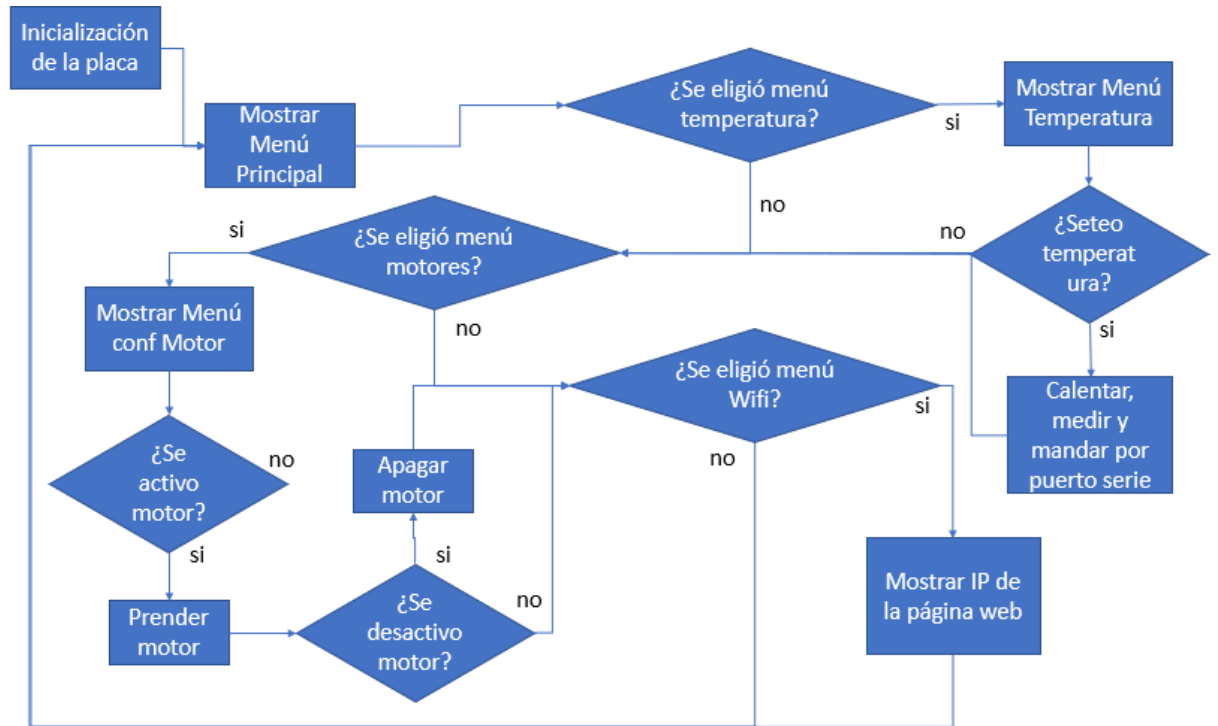 Inicialización
de la placa
Mostrar
Menú
Principal
¿Se eligió menú
temperatura?
si
no
Mostrar Menú
Temperatura
¿Seteo
temperat
ura?
no
si
Calentar,
medir y
mandar por
puerto serie
¿Se eligió menú
motores?
si
no
Mostrar Menú
conf Motor
¿Se
activo
motor?
no
si
Prender
motor
¿Se
desactivo
motor?
si
no
Apagar
motor
¿Se eligió menú
Wifi?
si
no
Mostrar IP de
la página web